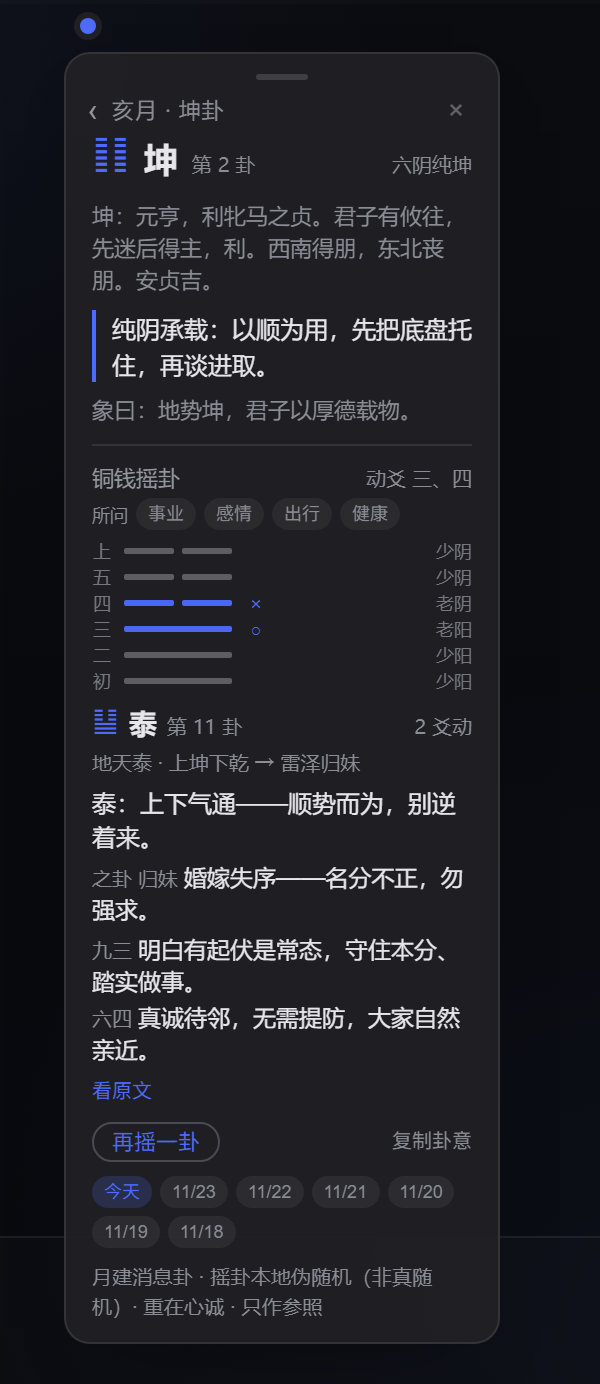 ‹ 亥月 · 坤卦 ×
坤 第 2 卦 六阴纯坤
坤：元亨，利牝马之贞。君子有攸往，
先迷后得主，利。西南得朋，东北丧
朋。安贞吉。
纯阴承载：以顺为用，先把底盘托
住，再谈进取。
象曰：地势坤，君子以厚德载物。
铜钱摇卦 动爻 三、四
所问 事业 感情 出行 健康
上 少阴
五 少阴
四 × 老阴
三 ○ 老阳
二 少阳
初 少阳
泰 第 11 卦 2 爻动
地天泰 · 上坤下乾 → 雷泽归妹
泰：上下气通——顺势而为，别逆
着来。
之卦 归妹 婚嫁失序——名分不正，勿
强求。
九三 明白有起伏是常态，守住本分、
踏实做事。
六四 真诚待邻，无需提防，大家自然
亲近。
看原文
再摇一卦 复制卦意
今天 11/23 11/22 11/21 11/20
11/19 11/18
月建消息卦 · 摇卦本地伪随机（非真随
机）· 重在心诚 · 只作参照